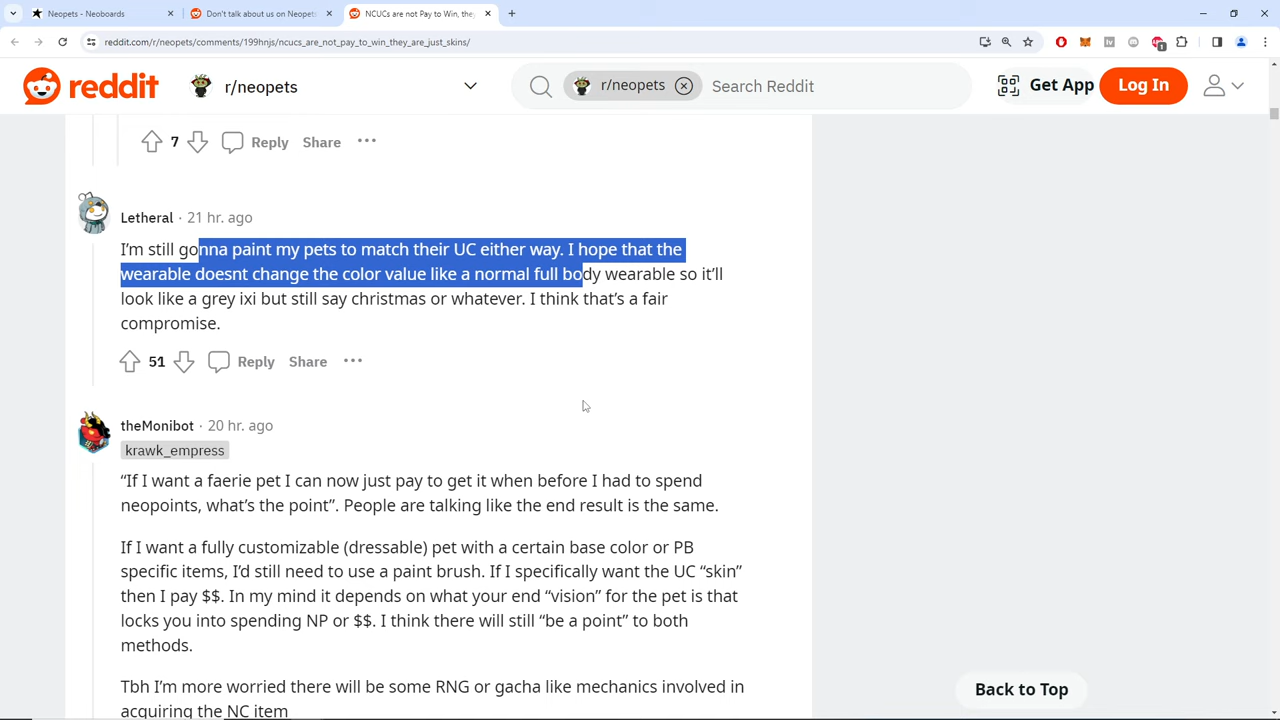 Neopets - Neoboards
Don't talk about us on Neopets
NCUCs are not Pay to Win, the
reddit.com/r/neopets/comments/199hnjs/ncucs_are_not_pay_to_win_they_are_just_skins/
reddit
r/neopets
r/neopets
Search Reddit
Get App
Log In
7
Reply
Share
Letheral · 21 hr. ago
I'm still gonna paint my pets to match their UC either way. I hope that the
wearable doesnt change the color value like a normal full body wearable so it'll
look like a grey ixi but still say christmas or whatever. I think that's a fair
compromise.
51
Reply
Share
theMonibot · 20 hr. ago
krawk_empress
“If I want a faerie pet I can now just pay to get it when before I had to spend
neopoints, what's the point”. People are talking like the end result is the same.
If I want a fully customizable (dressable) pet with a certain base color or PB
specific items, I'd still need to use a paint brush. If I specifically want the UC “skin”
then I pay $$. In my mind it depends on what your end “vision” for the pet is that
locks you into spending NP or $$. I think there will still “be a point” to both
methods.
Tbh I'm more worried there will be some RNG or gacha like mechanics involved in
acquiring the NC item
Back to Top